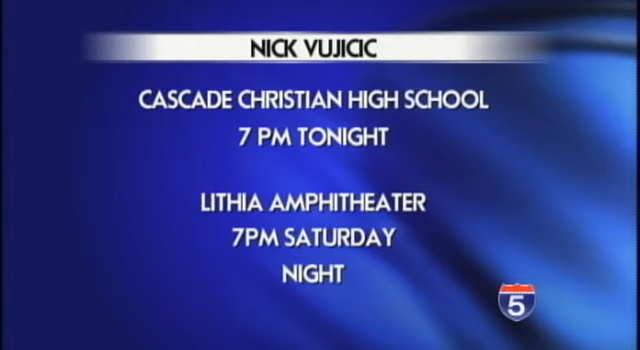 NICK VUJICIC
CASCADE CHRISTIAN HIGH SCHOOL
7 PM TONIGHT
LITHIA AMPHITHEATER
7PM SATURDAY
NIGHT
5